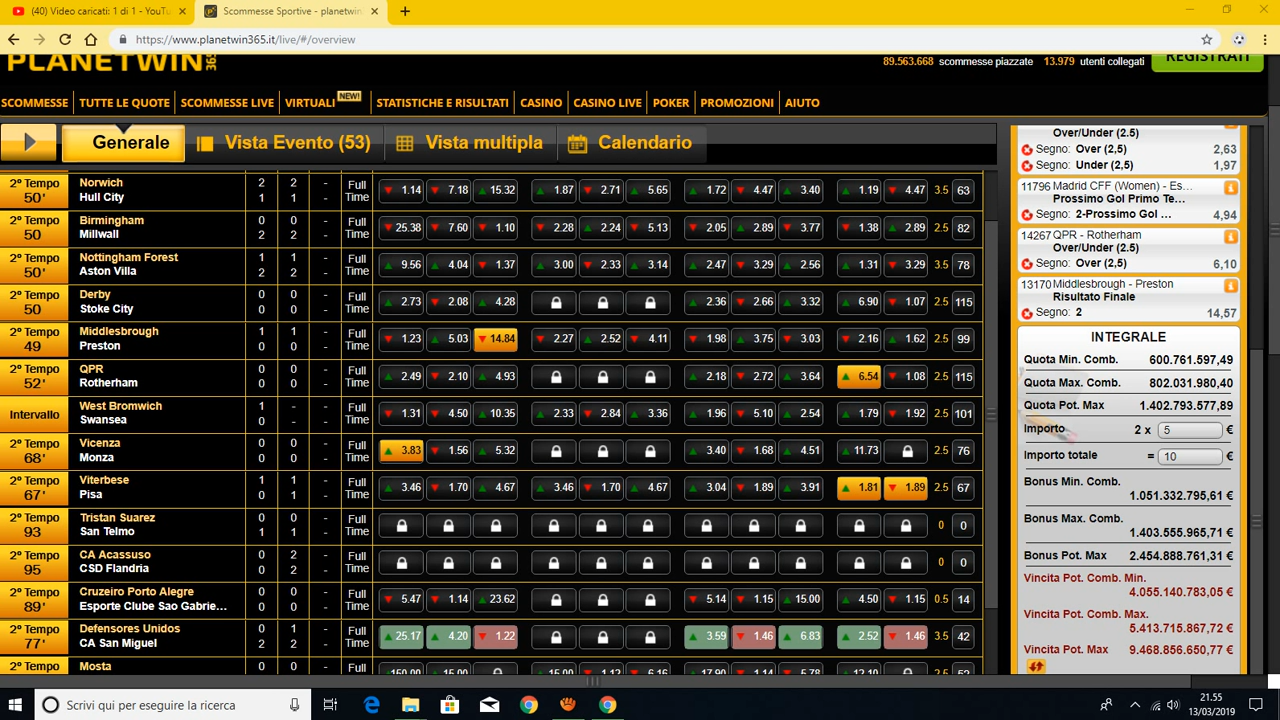 (40) Video caricati: 1 di 1 - YouTu
Scommesse Sportive - planetwin
https://www.planetwin365.it/live/#/overview
PLANETWIN 365
89.563.668 scommesse piazzate 13.979 utenti collegati
REGISTRATI
SCOMMESSE TUTTE LE QUOTE SCOMMESSE LIVE VIRTUALI NEW! STATISTICHE E RISULTATI CASINO CASINO LIVE POKER PROMOZIONI AIUTO
Generale Vista Evento (53) Vista multipla Calendario
2º Tempo 50' Norwich 2 2 - Full Time 1.14 7.18 15.32 1.87 2.71 5.65 1.72 4.47 3.40 1.19 4.47 3.5 63
Hull City 1 1 -
2º Tempo 50 Birmingham 0 0 - Full Time 25.38 7.60 1.10 2.28 2.24 5.13 2.05 2.89 3.77 1.38 2.89 2.5 82
Millwall 2 2 -
2º Tempo 50' Nottingham Forest 1 1 - Full Time 9.56 4.04 1.37 3.00 2.33 3.14 2.47 3.29 2.56 1.31 3.29 3.5 78
Aston Villa 2 2 -
2º Tempo 50 Derby 0 0 - Full Time 2.73 2.08 4.28 2.36 2.66 3.32 6.90 1.07 2.5 115
Stoke City 0 0 -
2º Tempo 49 Middlesbrough 1 1 - Full Time 1.23 5.03 14.84 2.27 2.52 4.11 1.98 3.75 3.03 2.16 1.62 2.5 99
Preston 0 0 -
2º Tempo 52' QPR 0 0 - Full Time 2.49 2.10 4.93 2.18 2.72 3.64 6.54 1.08 2.5 115
Rotherham 0 0 -
Intervallo West Bromwich 1 - - Full Time 1.31 4.50 10.35 2.33 2.84 3.36 1.96 5.10 2.54 1.79 1.92 2.5 101
Swansea 0 - -
2º Tempo 68' Vicenza 0 0 - Full Time 3.83 1.56 5.32 3.40 1.68 4.51 11.73 2.5 76
Monza 0 0 -
2º Tempo 67' Viterbese 1 1 - Full Time 3.46 1.70 4.67 3.46 1.70 4.67 3.04 1.89 3.91 1.81 1.89 2.5 67
Pisa 0 1 -
2º Tempo 93 Tristan Suarez 0 0 - Full Time 0 0
San Telmo 1 1 -
2º Tempo 95 CA Acassuso 0 2 - Full Time 0 0
CSD Flandria 0 2 -
2º Tempo 89' Cruzeiro Porto Alegre 0 0 - Full Time 5.47 1.14 23.62 5.14 1.15 15.00 4.50 1.15 0.5 14
Esporte Clube Sao Gabrie... 0 0 -
2º Tempo 77' Defensores Unidos 0 1 - Full Time 25.17 4.20 1.22 3.59 1.46 6.83 2.52 1.46 3.5 42
CA San Miguel 2 2 -
2º Tempo Mosta 0 0 - Full
Over/Under (2.5)
Segno: Over (2,5) 2,63
Segno: Under (2,5) 1,97
11796 Madrid CFF (Women) - Es...
Prossimo Gol Primo Te...
Segno: 2-Prossimo Gol ... 4,94
14267 QPR - Rotherham
Over/Under (2.5)
Segno: Over (2,5) 6,10
13170 Middlesbrough - Preston
Risultato Finale
Segno: 2 14,57
INTEGRALE
Quota Min. Comb. 600.761.597,49
Quota Max. Comb. 802.031.980,40
Quota Pot. Max 1.402.793.577,89
Importo 2 x 5 €
Importo totale = 10 €
Bonus Min. Comb.
1.051.332.795,61 €
Bonus Max. Comb.
1.403.555.965,71 €
Bonus Pot. Max 2.454.888.761,31 €
Vincita Pot. Comb. Min.
4.055.140.783,05 €
Vincita Pot. Comb. Max.
5.413.715.867,72 €
Vincita Pot. Max 9.468.856.650,77 €
Scrivi qui per eseguire la ricerca
21.55
13/03/2019